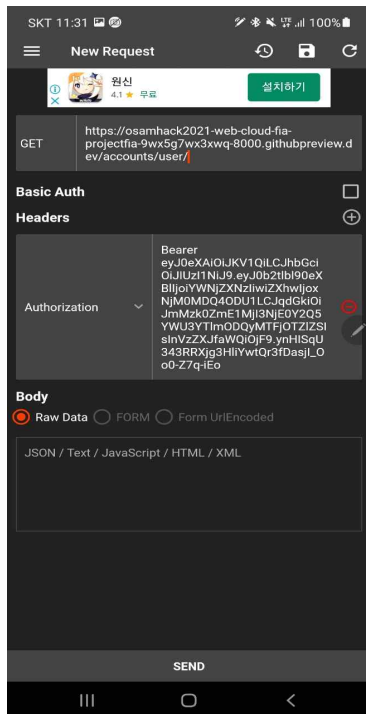 SKT 11:31
LTE 100%
New Request
원신
4.1★ 무료
설치하기
GET
https://osamhack2021-web-cloud-fia-
projectfia-9wx5g7wx3xwq-8000.githubpreview.d
ev/accounts/user/
Basic Auth
Headers
Authorization
Bearer
eyJ0eXAiOiJKV1QiLCJhbGci
OiJIUzI1NiJ9.eyJ0b2tlbl90eX
BlIjoiYWNjZXNzIiwiZXhwIjox
NjM0MDQ4ODU1LCJqdGkiOi
JmMzk0ZmE1MjI3NjE0Y2Q5
YWU3YTlmODQyMTFjOTZlZSI
sInVzZXJfaWQiOjF9.ynHISqU
343RRXjg3HliYwtQr3fDasjl_O
o0-Z7q-iEo
Body
Raw Data
FORM
Form UrlEncoded
JSON / Text / JavaScript / HTML / XML
SEND